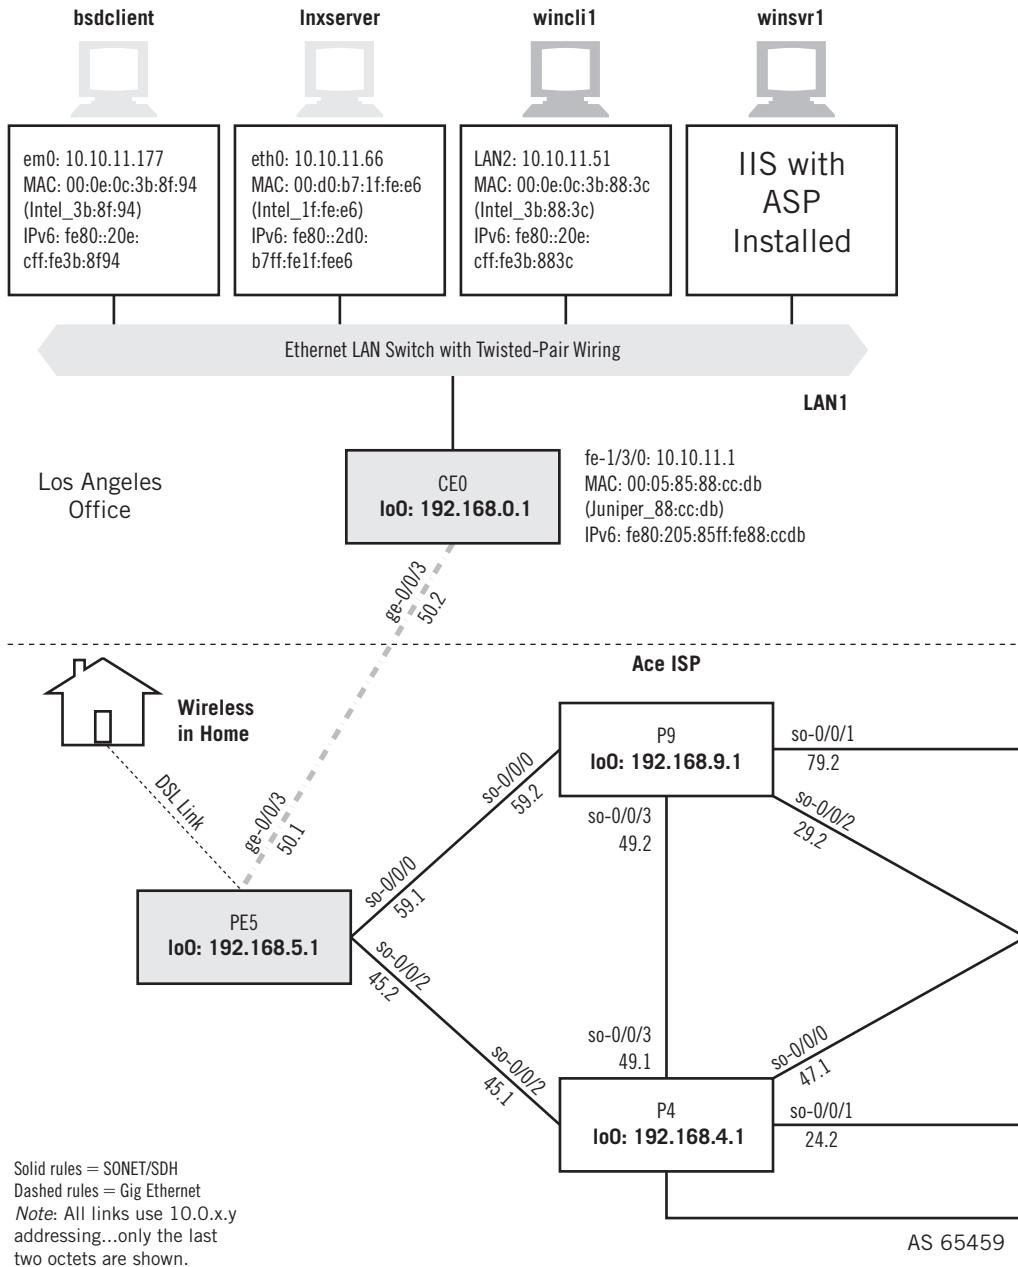 bsdclient
lnxserver
wincli1
winsvr1
em0: 10.10.11.177
MAC: 00:0e:0c:3b:8f:94
(Intel_3b:8f:94)
IPv6: fe80::20e:
cff:fe3b:8f94
eth0: 10.10.11.66
MAC: 00:d0:b7:1f:fe:e6
(Intel_1f:fe:e6)
IPv6: fe80::2d0:
b7ff:fe1f:fee6
LAN2: 10.10.11.51
MAC: 00:0e:0c:3b:88:3c
(Intel_3b:88:3c)
IPv6: fe80::20e:
cff:fe3b:883c
IIS with
ASP
Installed
Ethernet LAN Switch with Twisted-Pair Wiring
LAN1
Los Angeles
Office
CE0
lo0: 192.168.0.1
fe-1/3/0: 10.10.11.1
MAC: 00:05:85:88:cc:db
(Juniper_88:cc:db)
IPv6: fe80:205:85ff:fe88:ccdb
ge-0/0/3
50.2
Ace ISP
Wireless
in Home
DSL Link
ge-0/0/3
50.1
P9
lo0: 192.168.9.1
so-0/0/1
79.2
so-0/0/0
59.2
so-0/0/3
49.2
so-0/0/2
29.2
so-0/0/0
59.1
PE5
lo0: 192.168.5.1
so-0/0/2
45.2
so-0/0/2
45.1
so-0/0/3
49.1
so-0/0/0
47.1
P4
lo0: 192.168.4.1
so-0/0/1
24.2
Solid rules = SONET/SDH
Dashed rules = Gig Ethernet
Note: All links use 10.0.x.y
addressing...only the last
two octets are shown.
AS 65459